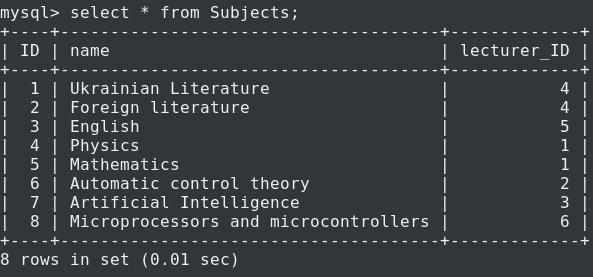 mysql> select * from Subjects;
+----+--------------------------------------+-------------+
| ID | name                                 | lecturer_ID |
+----+--------------------------------------+-------------+
|  1 | Ukrainian Literature                 |           4 |
|  2 | Foreign literature                   |           4 |
|  3 | English                              |           5 |
|  4 | Physics                              |           1 |
|  5 | Mathematics                          |           1 |
|  6 | Automatic control theory             |           2 |
|  7 | Artificial Intelligence              |           3 |
|  8 | Microprocessors and microcontrollers |           6 |
+----+--------------------------------------+-------------+
8 rows in set (0.01 sec)